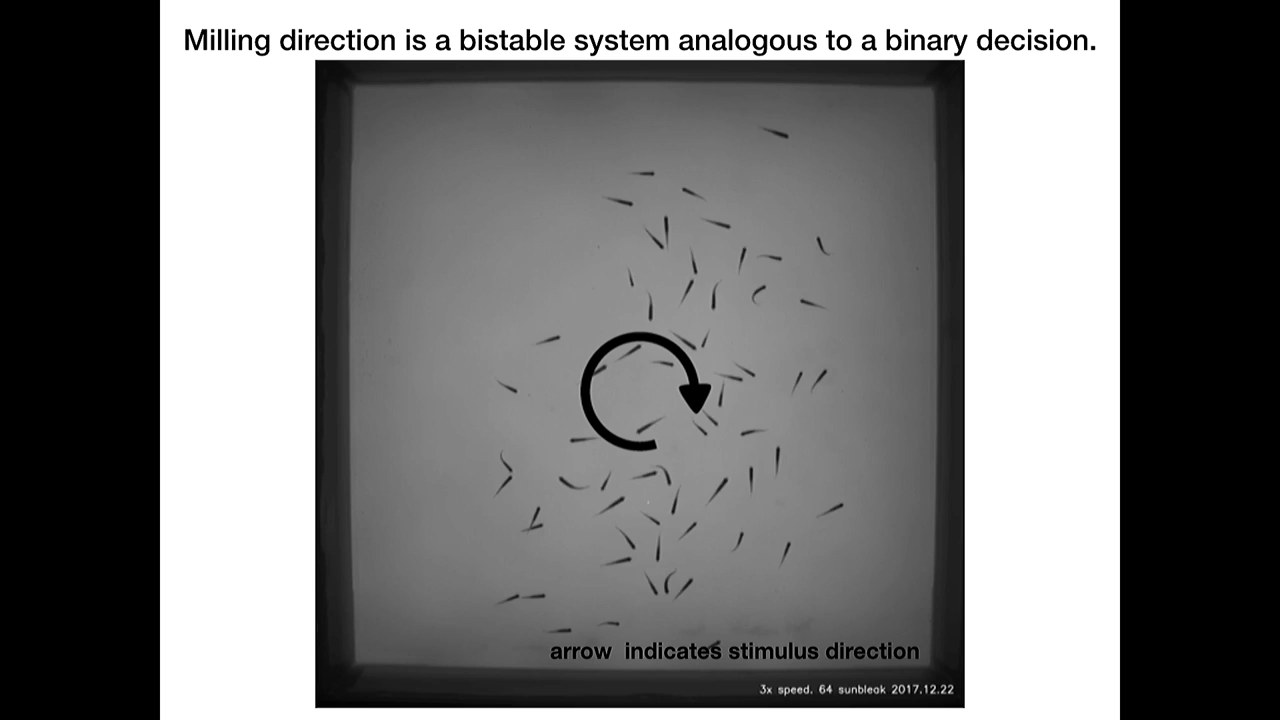 Milling direction is a bistable system analogous to a binary decision.
arrow  indicates stimulus direction
3x speed. 64 sunbleak 2017.12.22